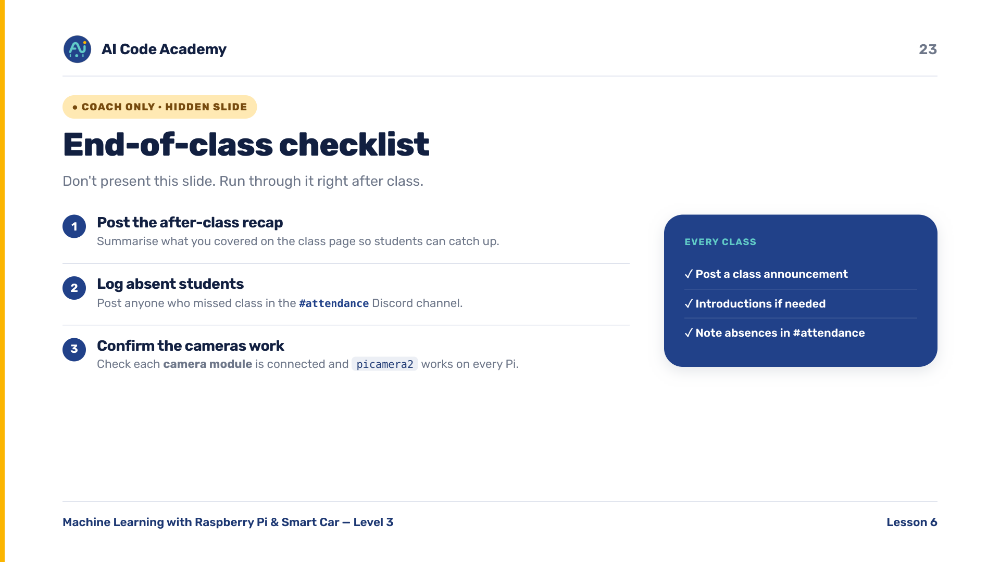 AI Code Academy
23
• COACH ONLY • HIDDEN SLIDE
End-of-class checklist
Don't present this slide. Run through it right after class.
1
Post the after-class recap
Summarise what you covered on the class page so students can catch up.
2
Log absent students
Post anyone who missed class in the #attendance Discord channel.
3
Confirm the cameras work
Check each camera module is connected and picamera2 works on every Pi.
EVERY CLASS
✓ Post a class announcement
✓ Introductions if needed
✓ Note absences in #attendance
Machine Learning with Raspberry Pi & Smart Car — Level 3
Lesson 6